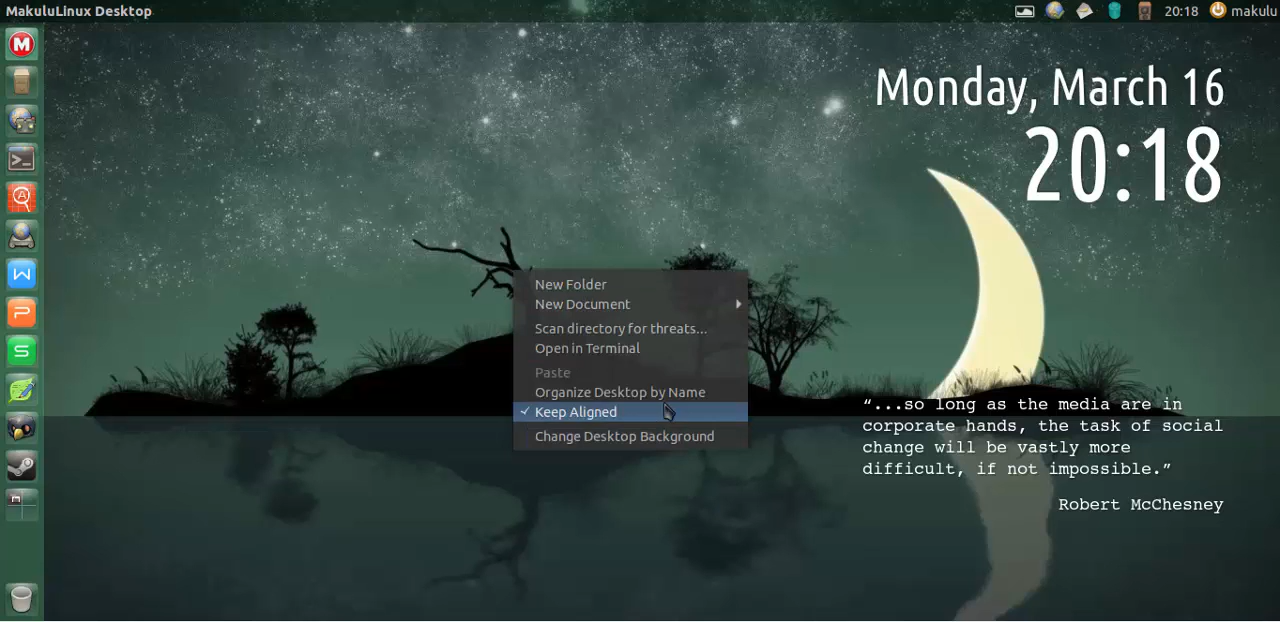 MakuluLinux Desktop
20:18
makulu
Monday, March 16
20:18
New Folder
New Document
Scan directory for threats...
Open in Terminal
Paste
Organize Desktop by Name
Keep Aligned
Change Desktop Background
“...so long as the media are in
corporate hands, the task of social
change will be vastly more
difficult, if not impossible.”
Robert McChesney
M
A
W
P
S